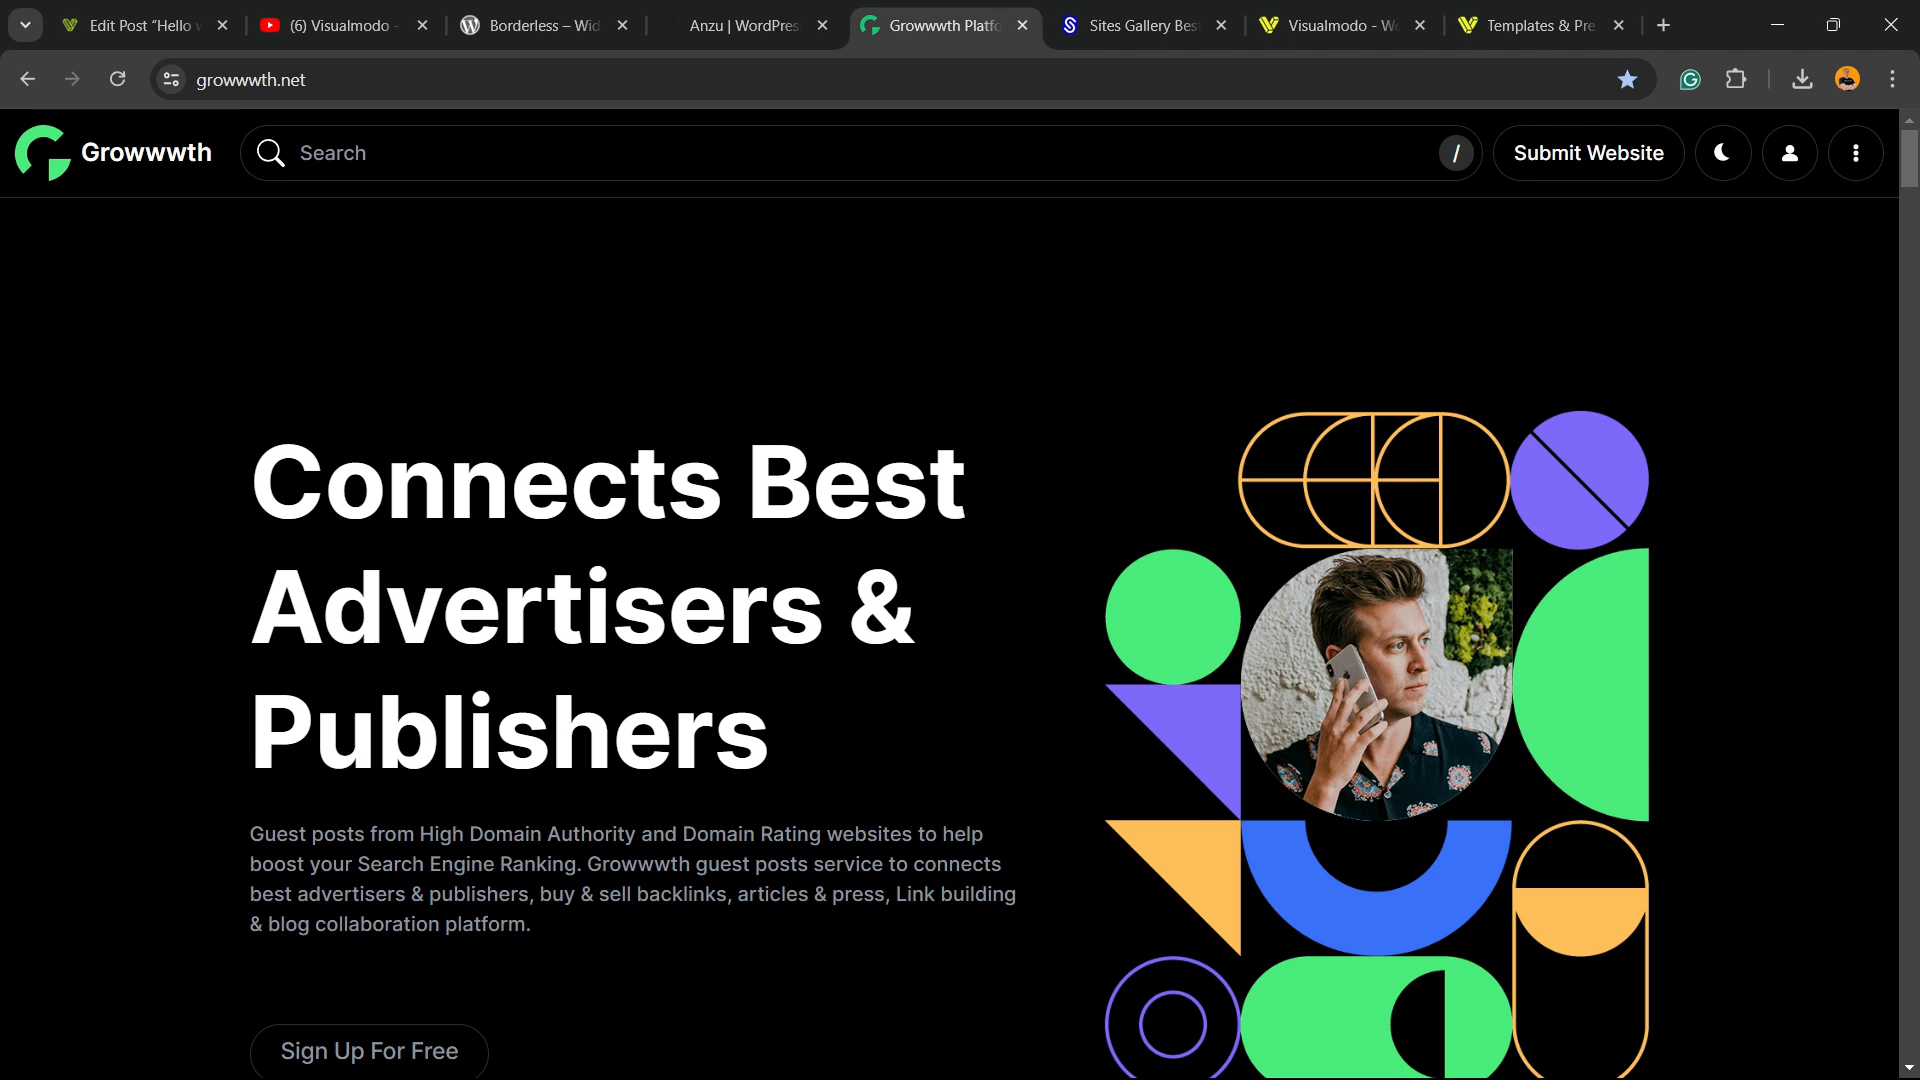 Edit Post “Hello w
(6) Visualmodo -
Borderless – Wid
Anzu | WordPres
Growwwth Platfo
Sites Gallery Bes
Visualmodo - Wo
Templates & Pre
growwwth.net
Growwwth
Search
/
Submit Website
Connects Best
Advertisers &
Publishers
Guest posts from High Domain Authority and Domain Rating websites to help
boost your Search Engine Ranking. Growwwth guest posts service to connects
best advertisers & publishers, buy & sell backlinks, articles & press, Link building
& blog collaboration platform.
Sign Up For Free